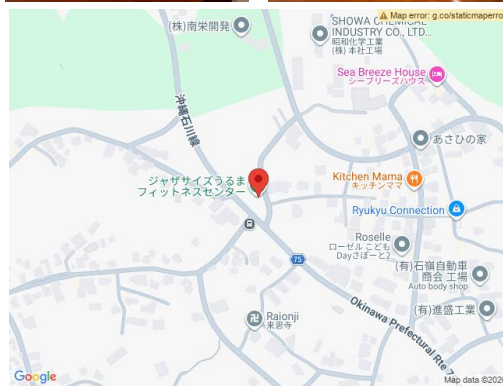 (株)南栄開発
SHOWA CHEMICAL
INDUSTRY CO., LTD...
昭和化学工業
(株) 本社工場
Map error: g.co/staticmaperro
Sea Breeze House
シーブリーズハウス
沖縄石川線
あさひの家
ジャザサイズうるま
フィットネスセンター
Kitchen Mama
キッチンママ
Ryukyu Connection
Roselle
ローゼル こども
Dayさぽーと2
75
(有)石嶺自動車
商会 工場
Auto body shop
Okinawa Prefectural Rte 7
(有)進盛工業
卍
Raionji
来恩寺
Google
Map data ©202